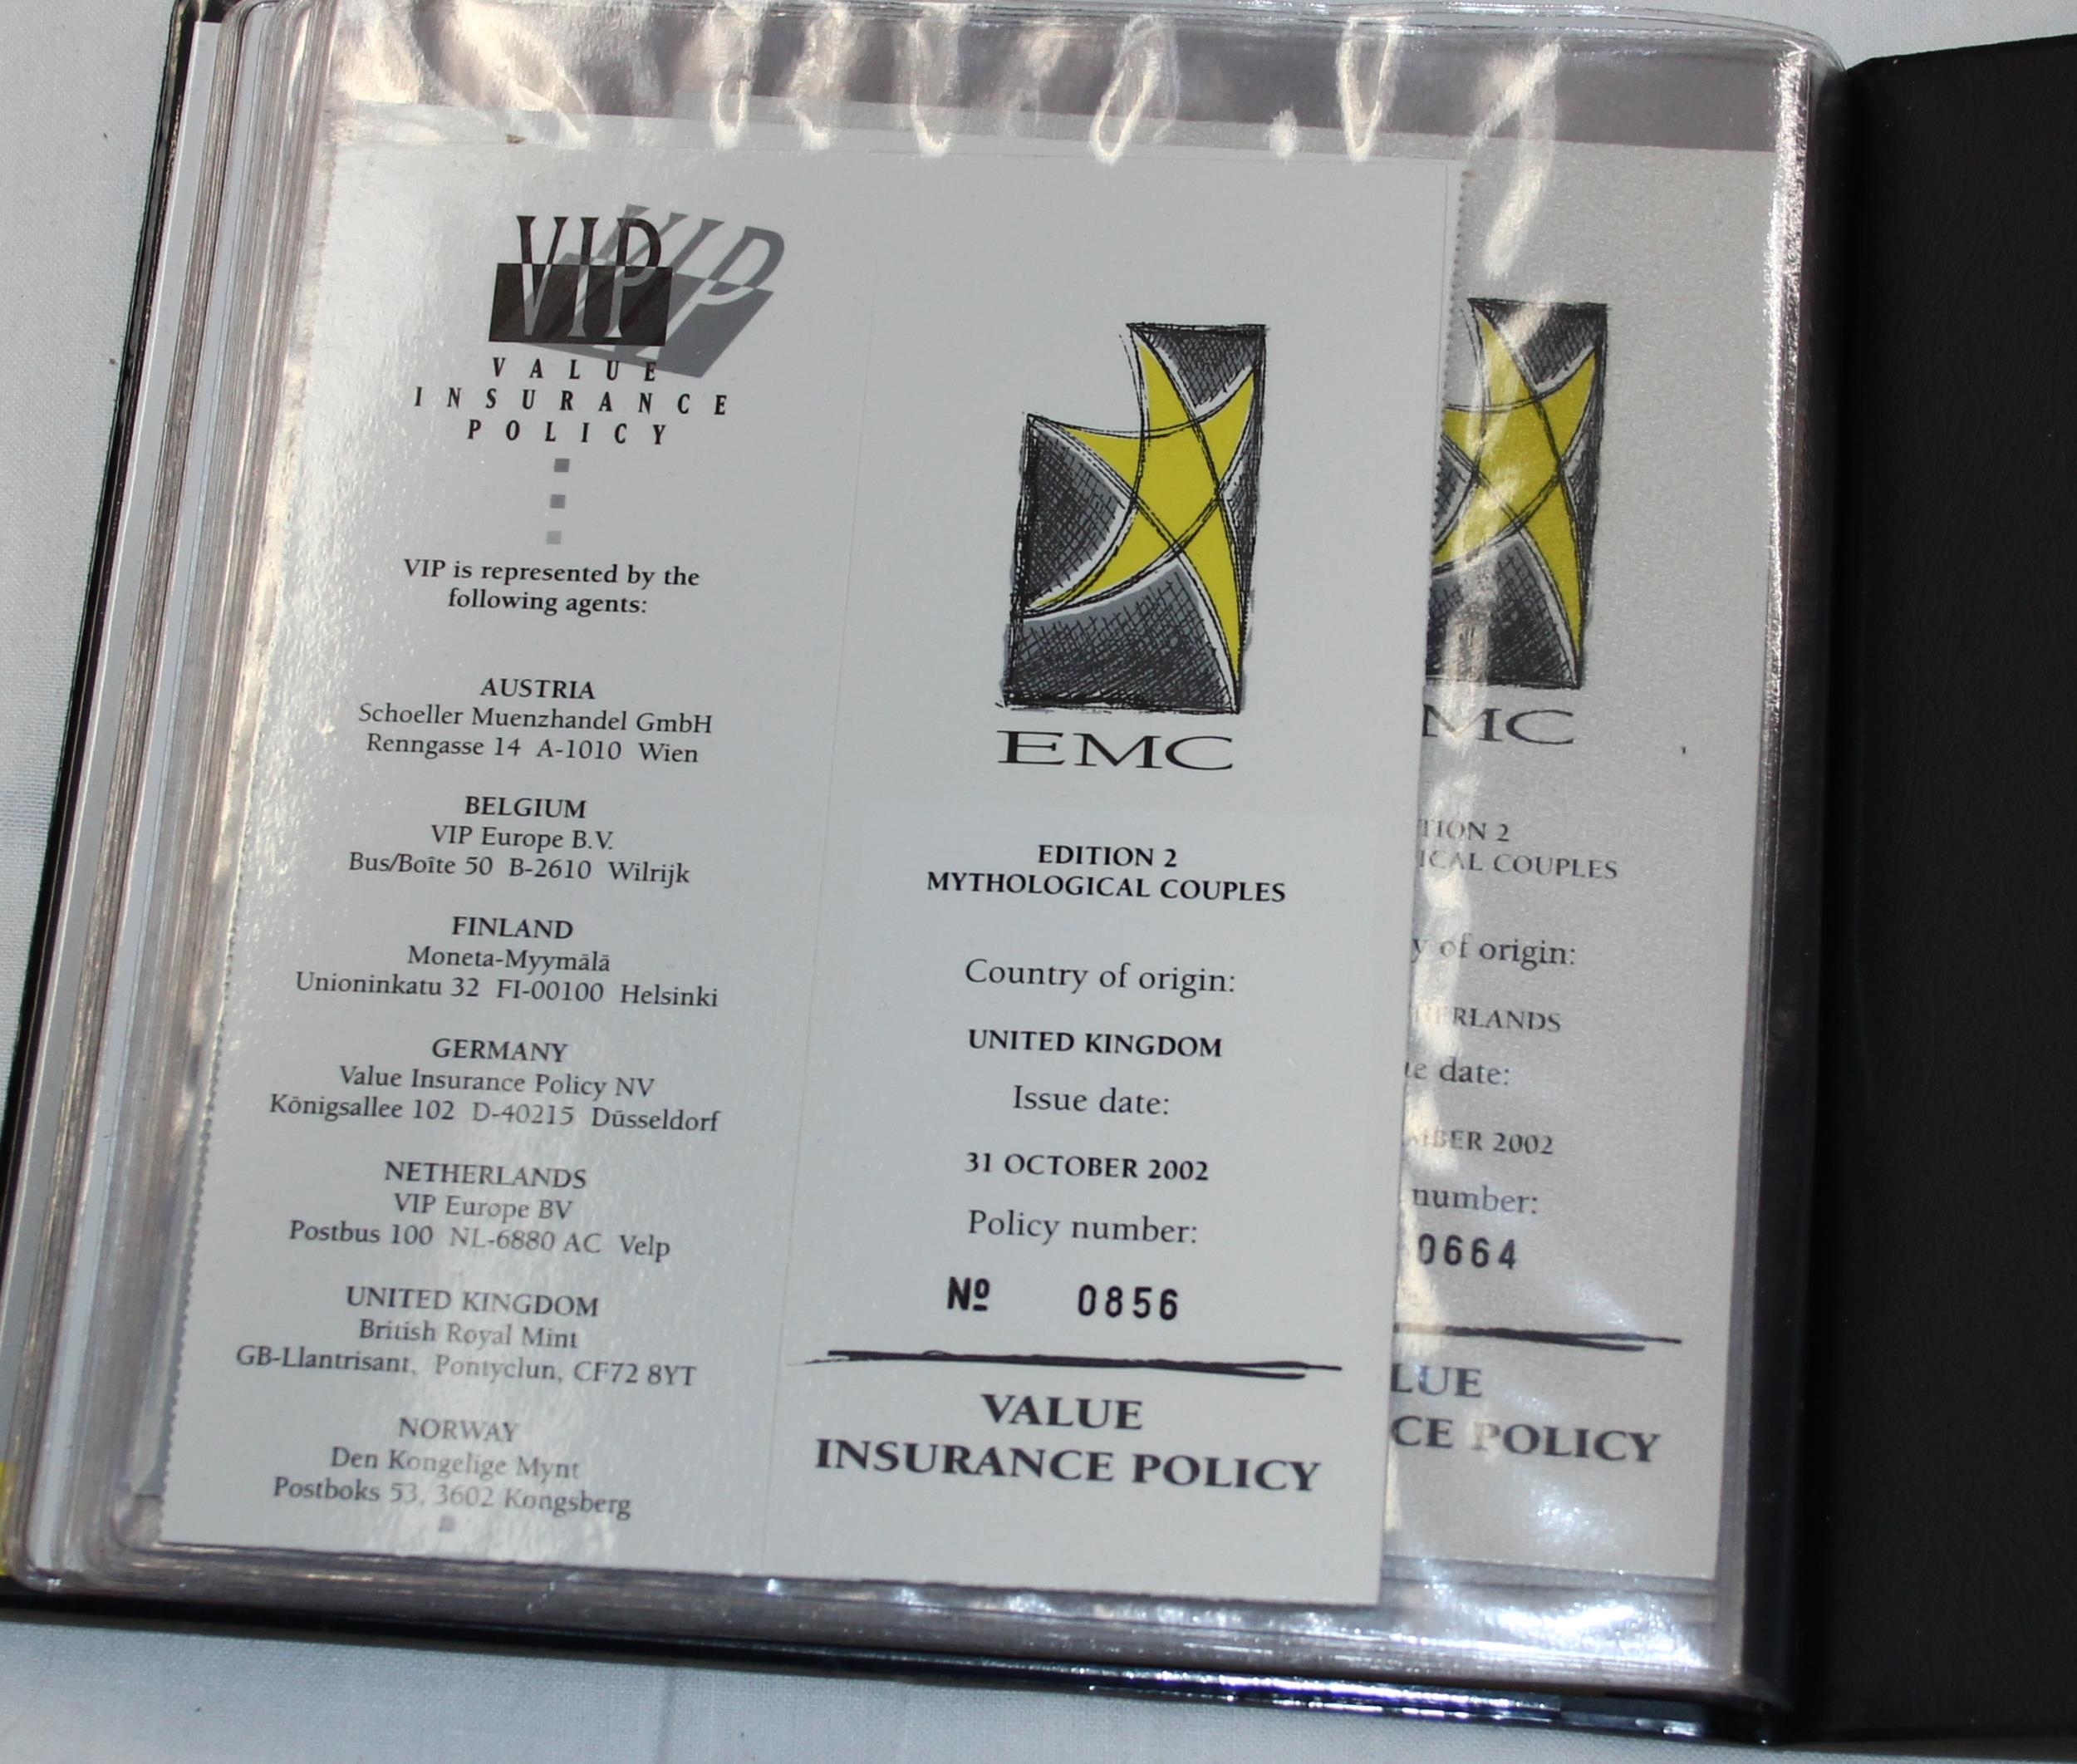 VIP
VIP
VALUE
INSURANCE
POLICY
VIP is represented by the
following agents:
AUSTRIA
Schoeller Muenzhandel GmbH
Renngasse 14 A-1010 Wien
BELGIUM
VIP Europe B.V.
Bus/Boîte 50 B-2610 Wilrijk
FINLAND
Moneta-Myymälä
Unioninkatu 32 FI-00100 Helsinki
GERMANY
Value Insurance Policy NV
Königsallee 102 D-40215 Düsseldorf
NETHERLANDS
VIP Europe BV
Postbus 100 NL-6880 AC Velp
UNITED KINGDOM
British Royal Mint
GB-Llantrisant, Pontyclun, CF72 8YT
NORWAY
Den Kongelige Mynt
Postboks 53, 3602 Kongsberg
EMC
EDITION 2
MYTHOLOGICAL COUPLES
Country of origin:
UNITED KINGDOM
Issue date:
31 OCTOBER 2002
Policy number:
Nº 0856
VALUE
INSURANCE POLICY
MC
TION 2
ICAL COUPLES
y of origin:
ERLANDS
e date:
MBER 2002
number:
0664
LUE
CE POLICY